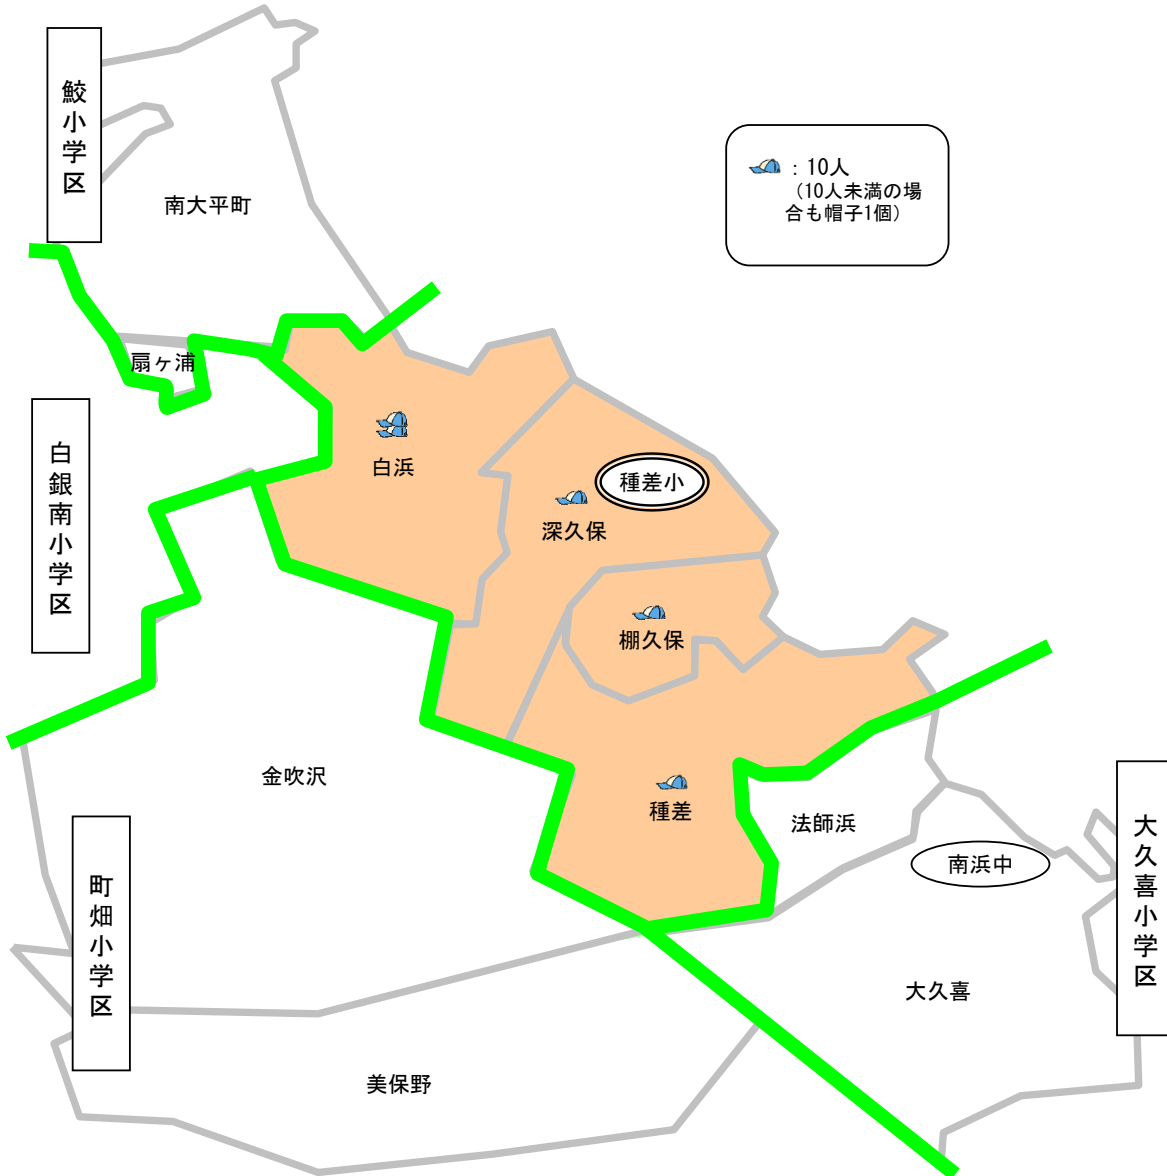 鮫小学区
南大平町
：10人
（10人未満の場
合も帽子1個）
扇ヶ浦
白銀南小学区
白浜
種差小
深久保
棚久保
金吹沢
種差
法師浜
南浜中
大久喜小学区
町畑小学区
大久喜
美保野